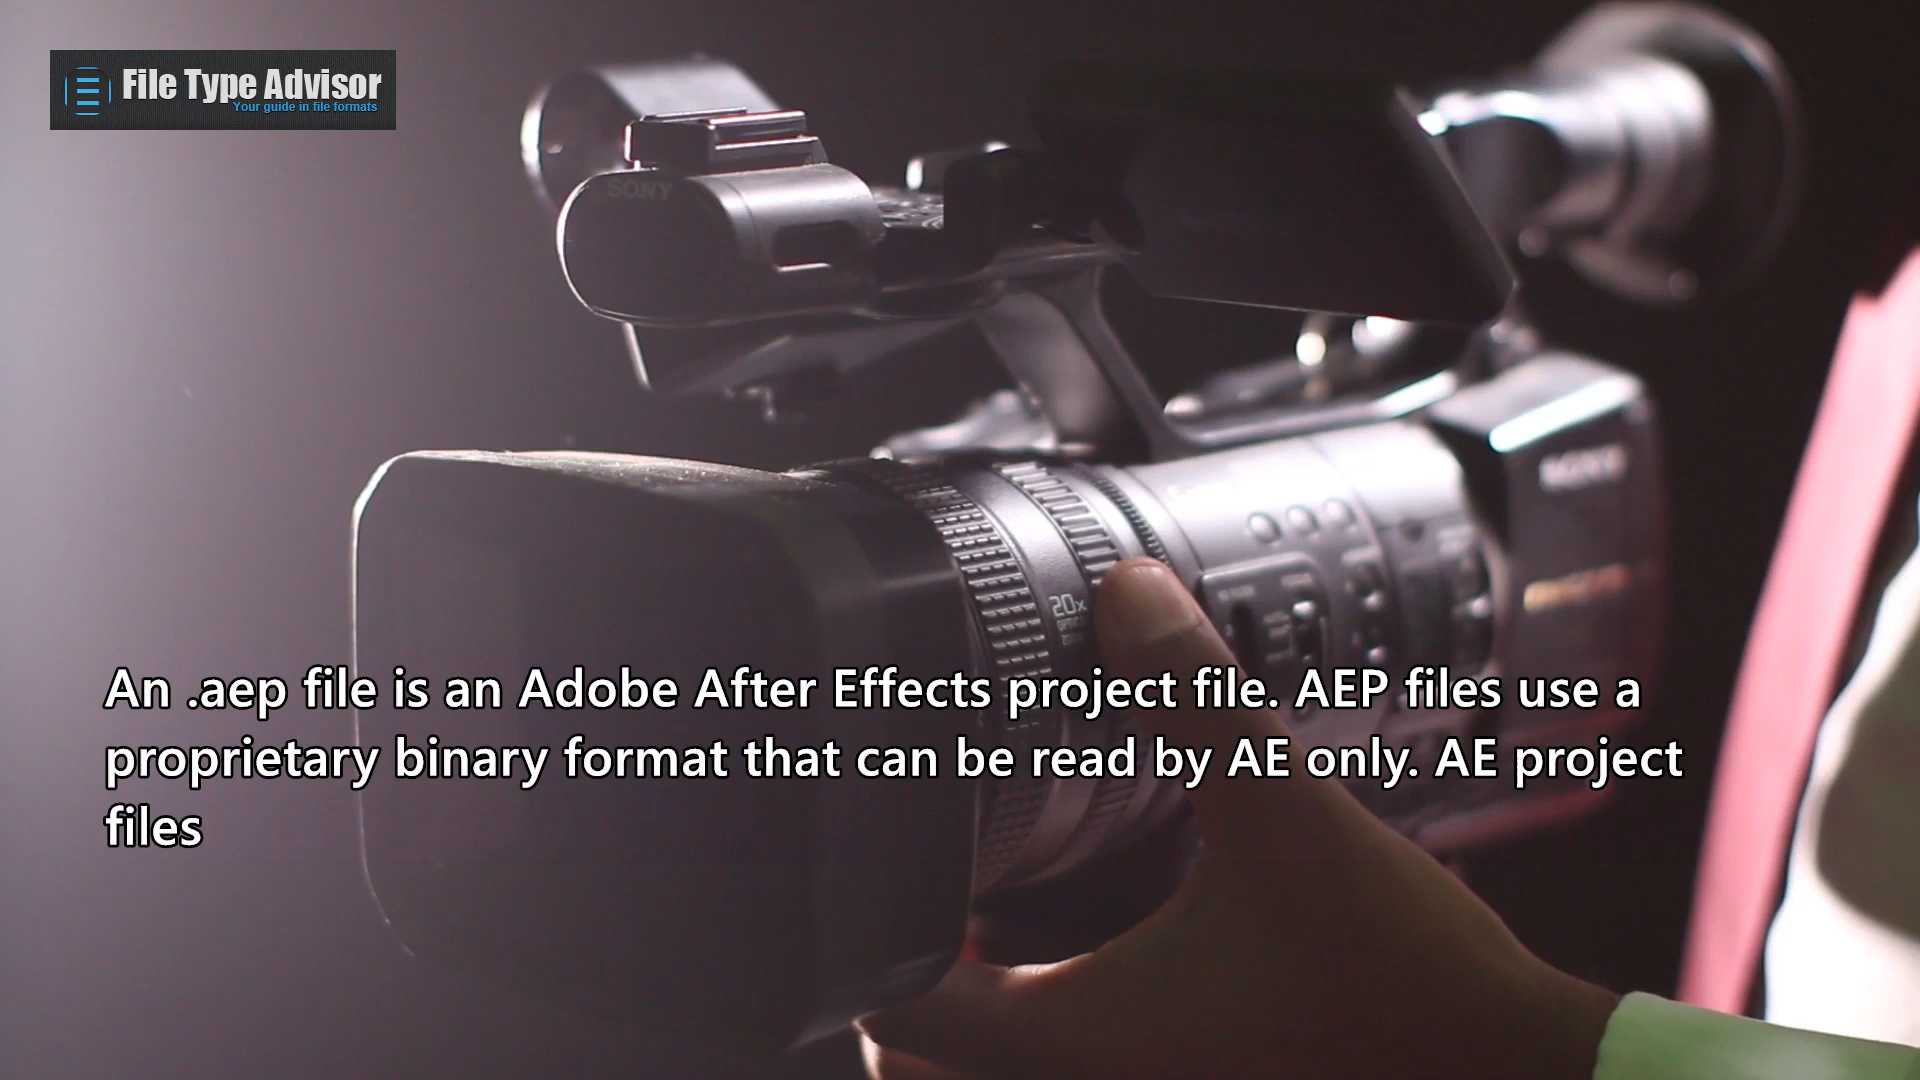 File Type Advisor
Your guide in file formats
SONY
SONY
20x
An .aep file is an Adobe After Effects project file. AEP files use a
proprietary binary format that can be read by AE only. AE project
files